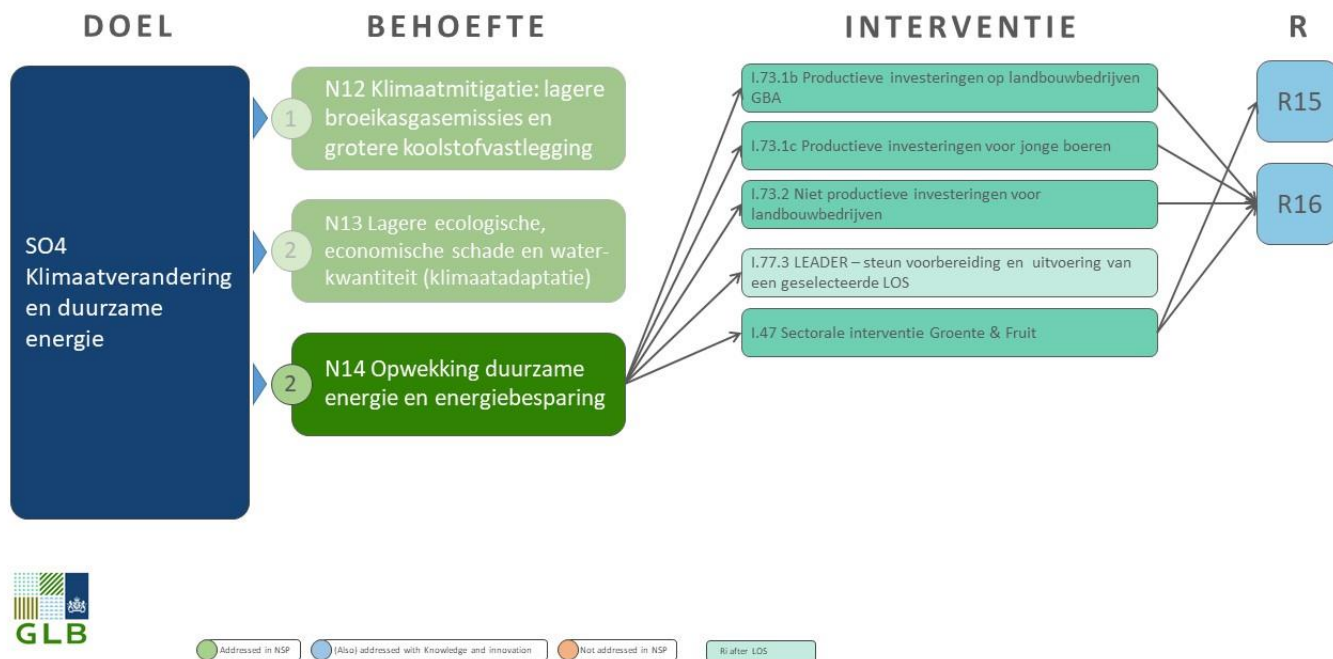 DOEL
BEHOEFTE
INTERVENTIE
R
SO4
Klimaatverandering
en duurzame
energie
1
N12 Klimaatmitigatie: lagere
broeikasgasemissies en
grotere koolstofvastlegging
2
N13 Lagere ecologische,
economische schade en water-
kwantiteit (klimaatadaptatie)
2
N14 Opwekking duurzame
energie en energiebesparing
I.73.1b Productieve investeringen op landbouwbedrijven
GBA
I.73.1c Productieve investeringen voor jonge boeren
I.73.2 Niet productieve investeringen voor
landbouwbedrijven
I.77.3 LEADER – steun voorbereiding en uitvoering van
een geselecteerde LOS
I.47 Sectorale interventie Groente & Fruit
R15
R16
GLB
Addressed in NSP
(Also) addressed with Knowledge and innovation
Not addressed in NSP
Ri after LOS